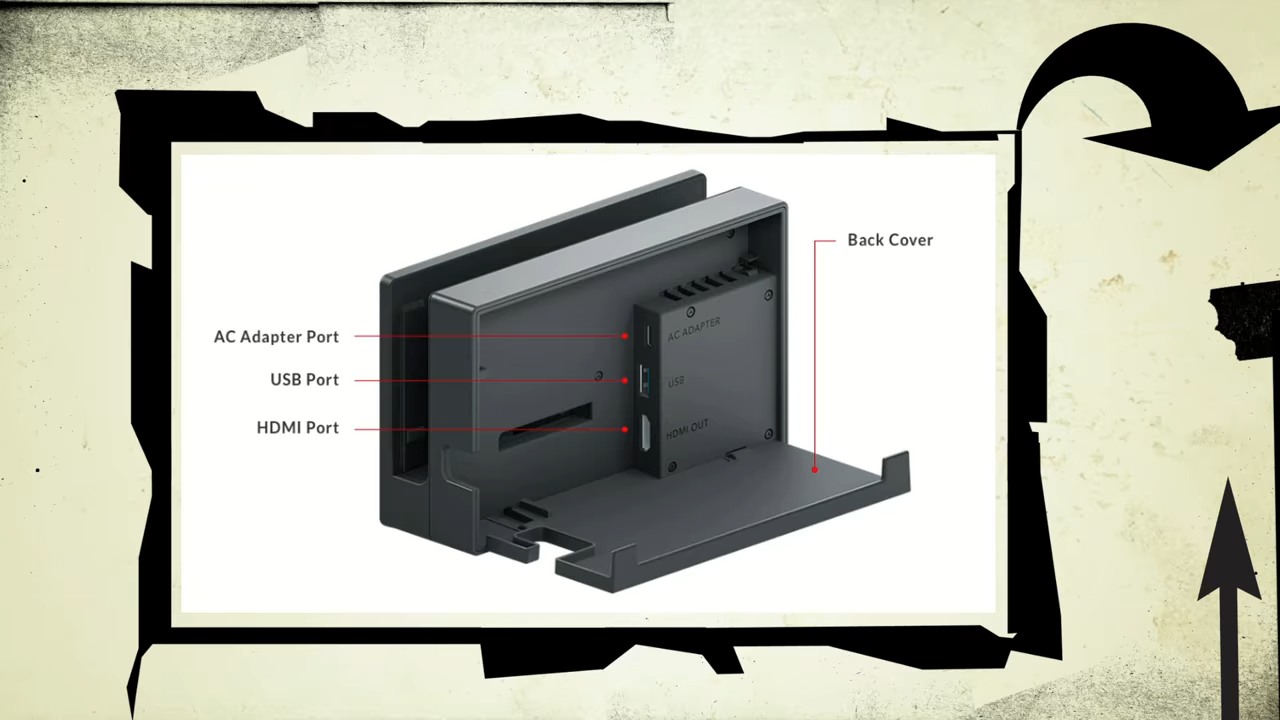 Back Cover
AC Adapter Port
AC ADAPTER
USB Port
USB
HDMI Port
HDMI OUT